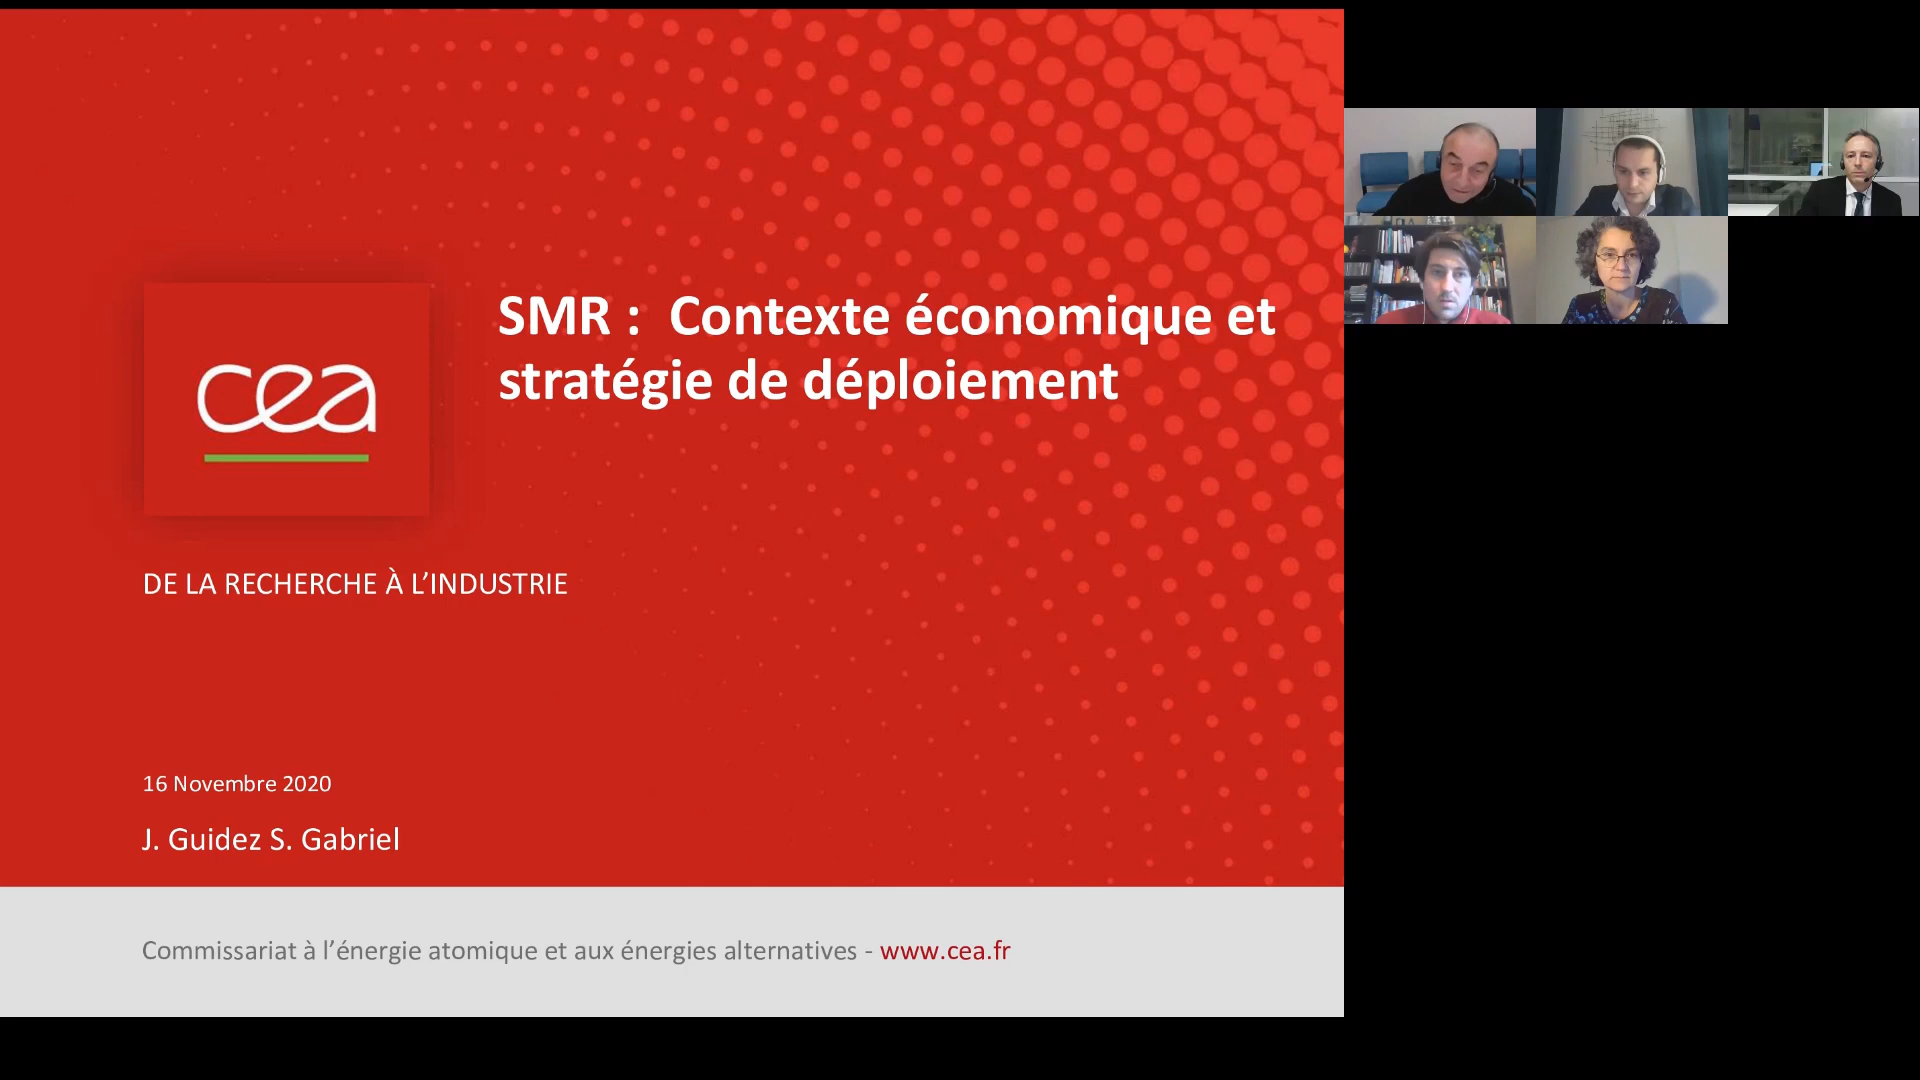 SMR : Contexte économique et
stratégie de déploiement
cea
DE LA RECHERCHE À L’INDUSTRIE
16 Novembre 2020
J. Guidez S. Gabriel
Commissariat à l’énergie atomique et aux énergies alternatives - www.cea.fr